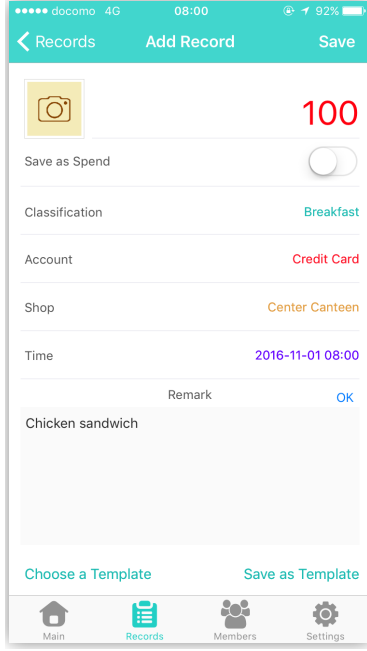 docomo 4G 08:00 92%
Records Add Record Save
100
Save as Spend
Classification Breakfast
Account Credit Card
Shop Center Canteen
Time 2016-11-01 08:00
Remark OK
Chicken sandwich
Choose a Template Save as Template
Main Records Members Settings